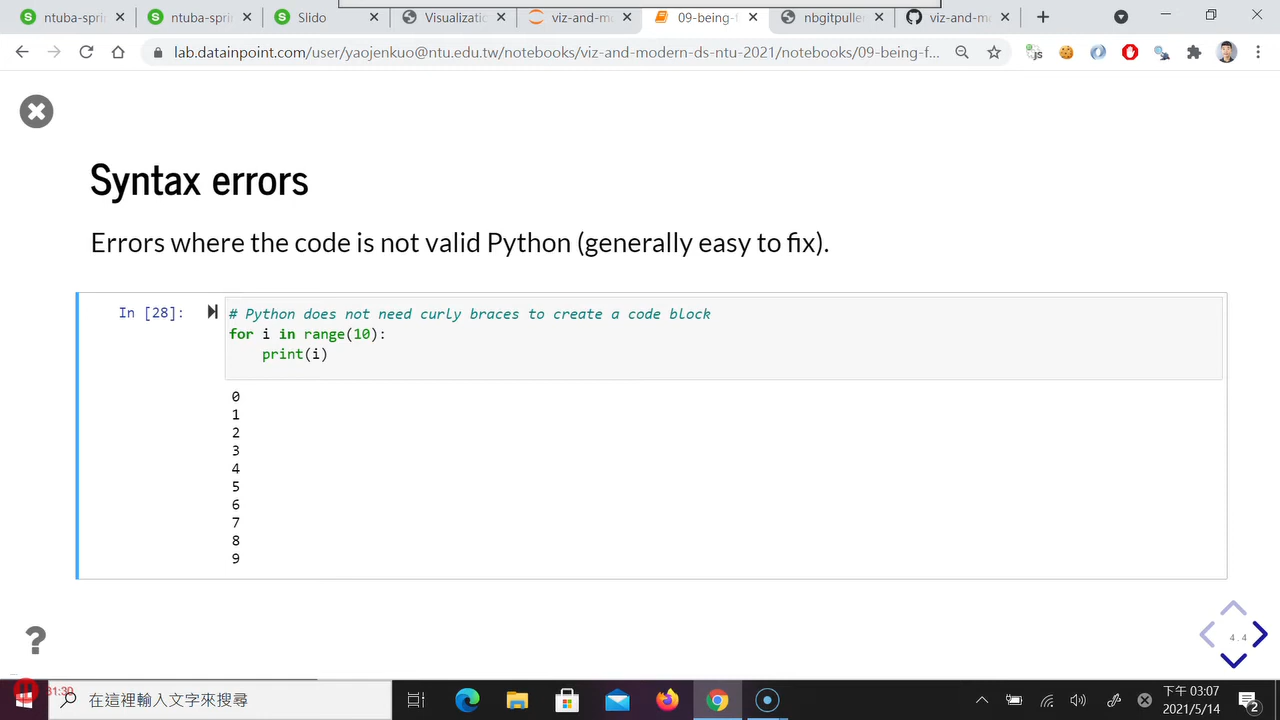 ntuba-spri
ntuba-spri
Slido
Visualizatio
viz-and-mo
09-being-f
nbgitpuller
viz-and-mo
lab.datainpoint.com/user/yaojenkuo@ntu.edu.tw/notebooks/viz-and-modern-ds-ntu-2021/notebooks/09-being-f...
Syntax errors
Errors where the code is not valid Python (generally easy to fix).
In [28]:
# Python does not need curly braces to create a code block
for i in range(10):
    print(i)
0
1
2
3
4
5
6
7
8
9
4.4
在這裡輸入文字來搜尋
下午 03:07
2021/5/14
2